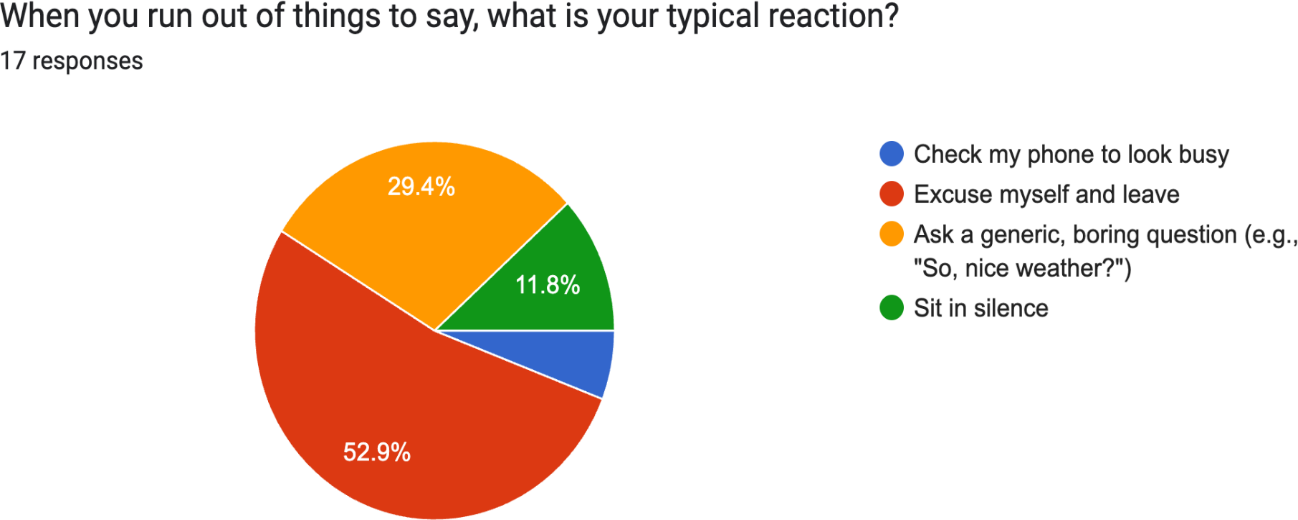 When you run out of things to say, what is your typical reaction?
17 responses
29.4%
11.8%
52.9%
Check my phone to look busy
Excuse myself and leave
Ask a generic, boring question (e.g.,
"So, nice weather?")
Sit in silence